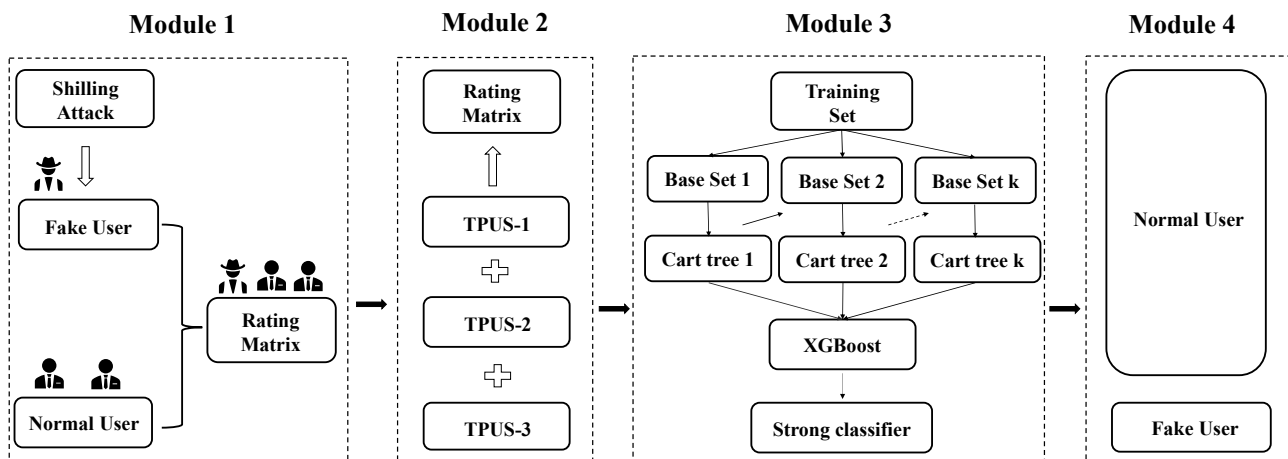 Module 1
Module 2
Module 3
Module 4
Shilling
Attack
Fake User
Rating
Matrix
Normal User
Rating
Matrix
TPUS-1
TPUS-2
TPUS-3
Training
Set
Base Set 1
Base Set 2
Base Set k
Cart tree 1
Cart tree 2
Cart tree k
XGBoost
Strong classifier
Normal User
Fake User